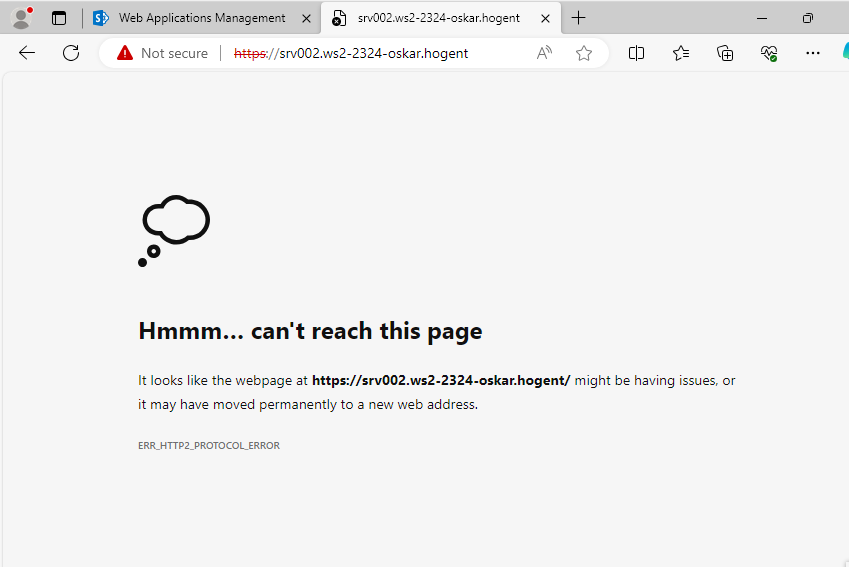 Web Applications Management
srv002.ws2-2324-oskar.hogent
Not secure
https://srv002.ws2-2324-oskar.hogent
Hmmm... can't reach this page
It looks like the webpage at https://srv002.ws2-2324-oskar.hogent/ might be having issues, or
it may have moved permanently to a new web address.
ERR_HTTP2_PROTOCOL_ERROR